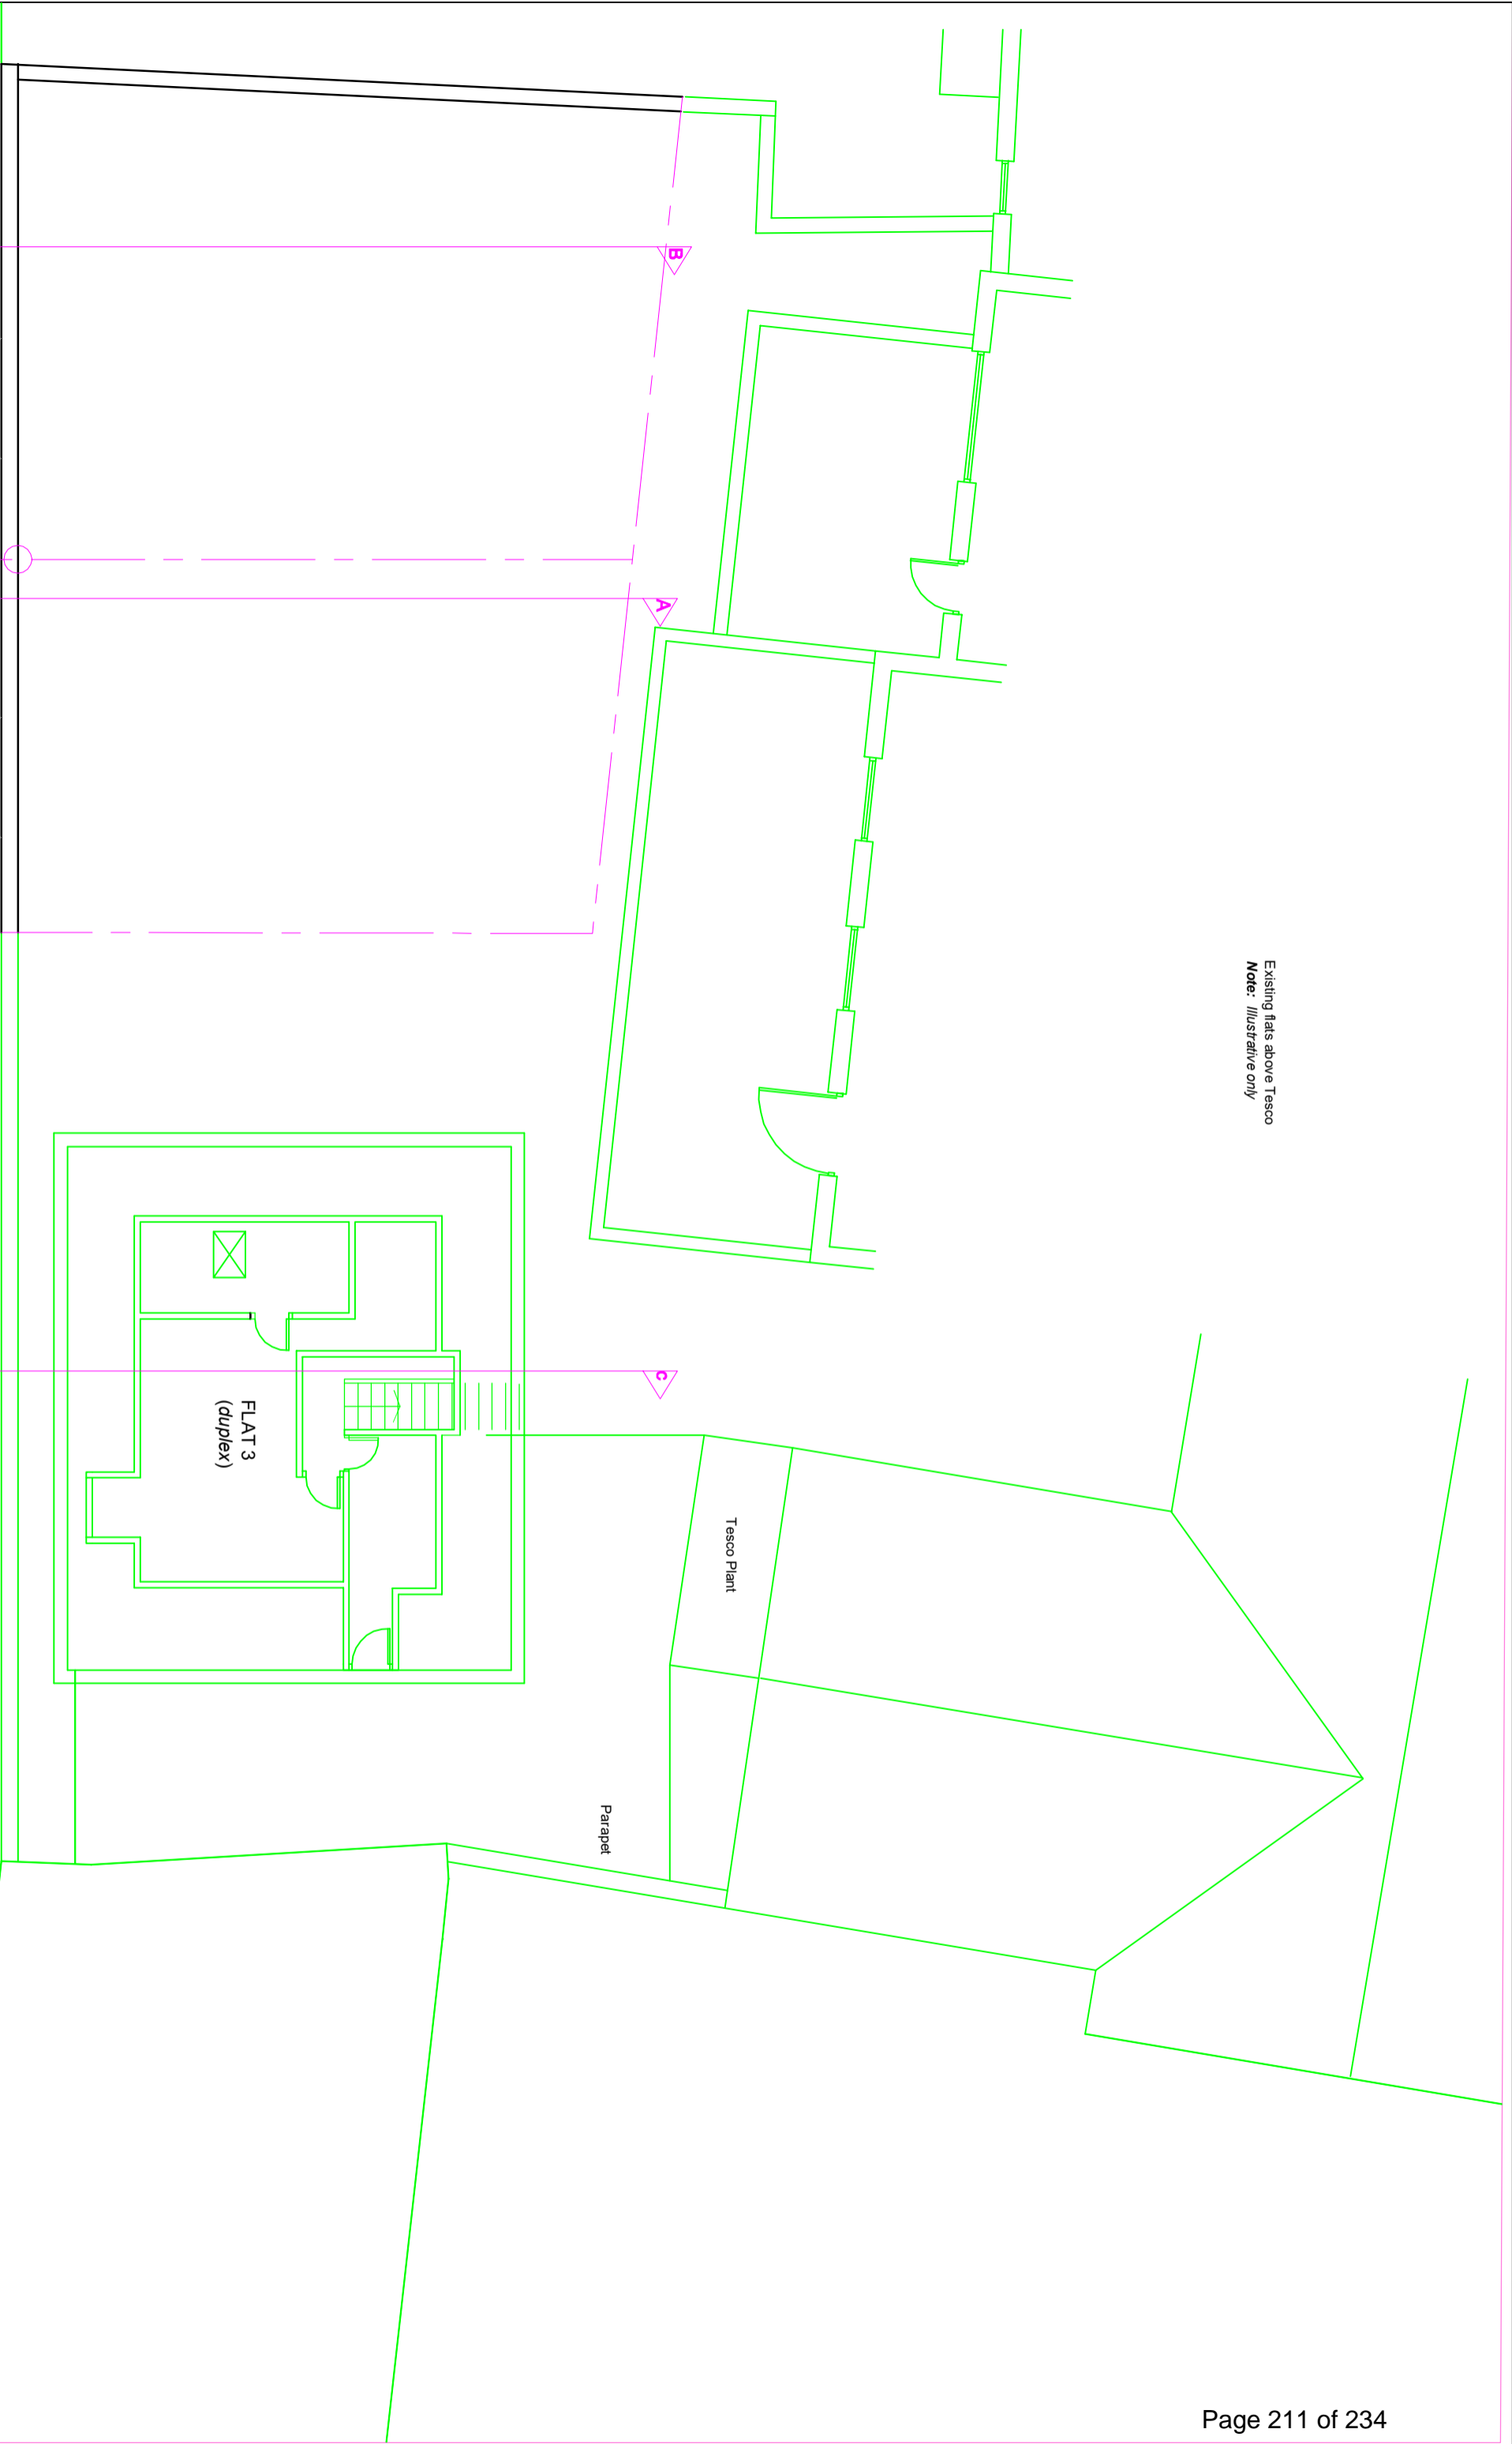 Existing flats above Tesco
Note: Illustrative only
B
A
C
FLAT 3
(duplex)
Tesco Plant
Parapet
Page 211 of 234